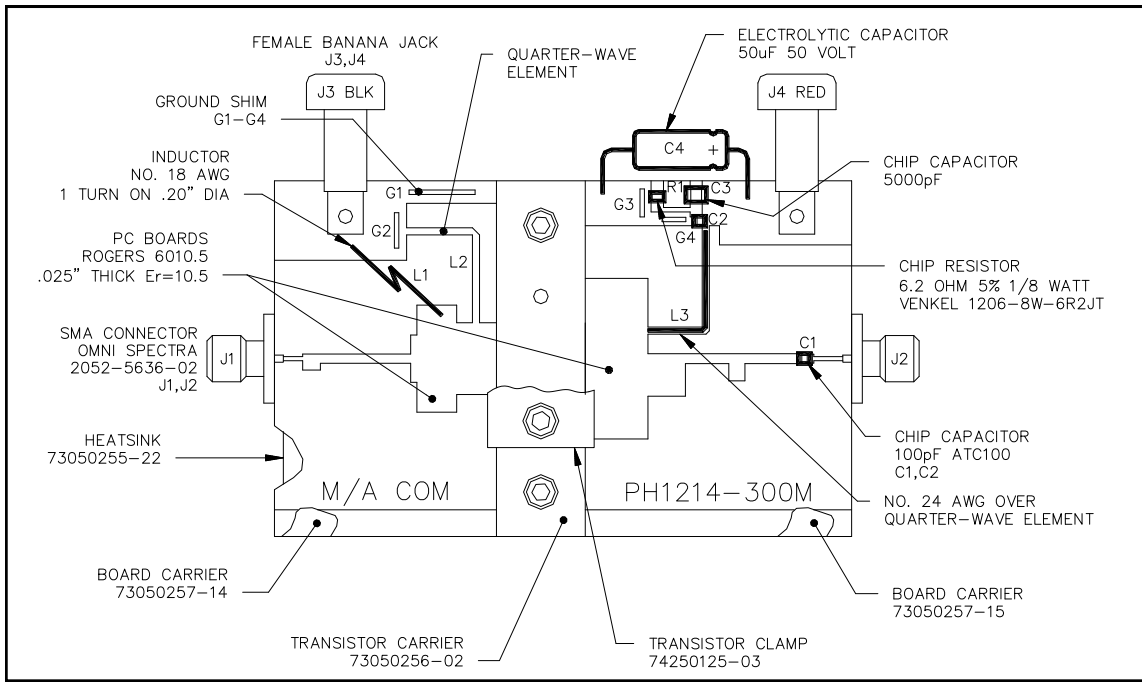 FEMALE BANANA JACK
J3,J4
J3 BLK
QUARTER-WAVE
ELEMENT
ELECTROLYTIC CAPACITOR
50uF 50 VOLT
J4 RED
GROUND SHIM
G1-G4
C4
+
INDUCTOR
NO. 18 AWG
1 TURN ON .20" DIA
CHIP CAPACITOR
5000pF
G1
R1
C3
G3
G2
C2
G4
PC BOARDS
ROGERS 6010.5
.025" THICK Er=10.5
L1
L2
CHIP RESISTOR
6.2 OHM 5% 1/8 WATT
VENKEL 1206-8W-6R2JT
L3
SMA CONNECTOR
OMNI SPECTRA
2052-5636-02
J1,J2
J1
C1
J2
HEATSINK
73050255-22
CHIP CAPACITOR
100pF ATC100
C1,C2
M/A COM
PH1214-300M
NO. 24 AWG OVER
QUARTER-WAVE ELEMENT
BOARD CARRIER
73050257-14
BOARD CARRIER
73050257-15
TRANSISTOR CARRIER
73050256-02
TRANSISTOR CLAMP
74250125-03